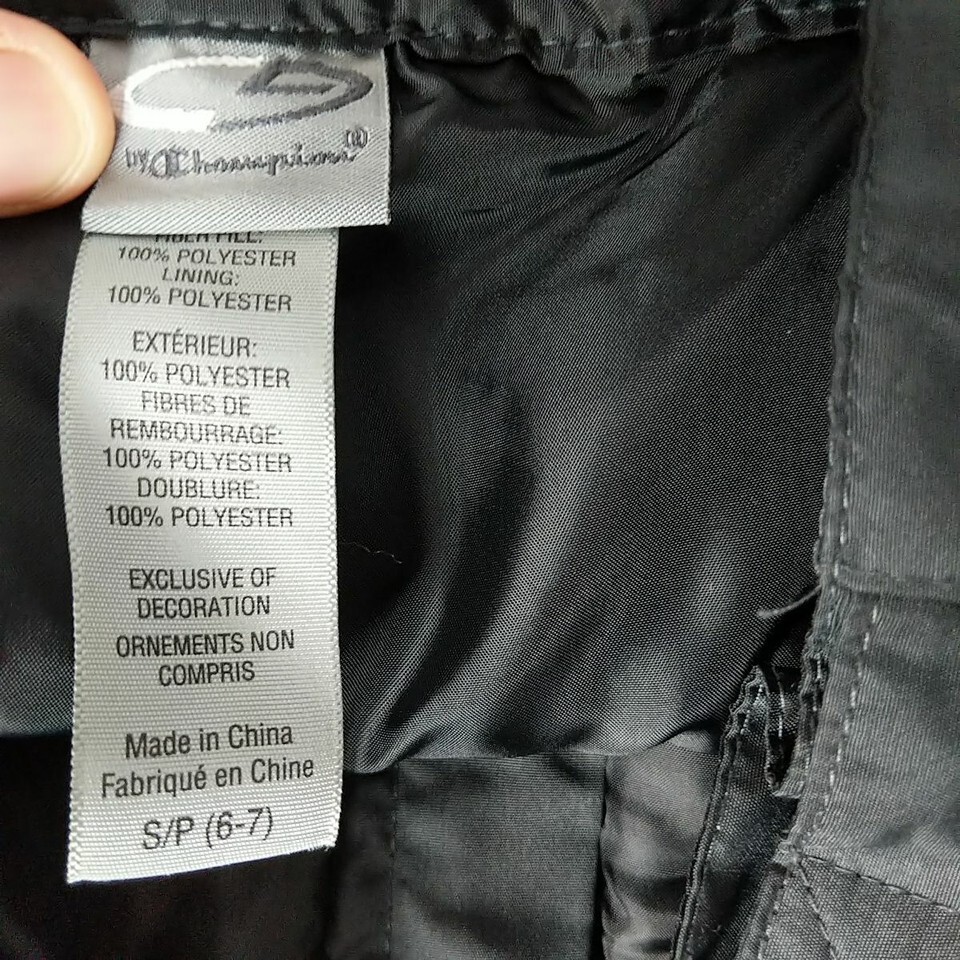 by Champion®
FIBER FILL:
100% POLYESTER
LINING:
100% POLYESTER
EXTÉRIEUR:
100% POLYESTER
FIBRES DE
REMBOURRAGE:
100% POLYESTER
DOUBLURE:
100% POLYESTER
EXCLUSIVE OF
DECORATION
ORNEMENTS NON
COMPRIS
Made in China
Fabriqué en Chine
S/P (6-7)